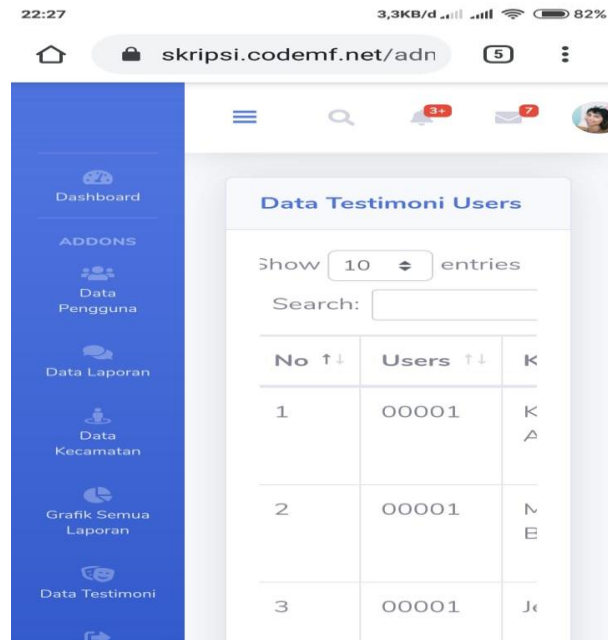 22:27
3,3KB/d
82%
skripsi.codemf.net/adn
5
3+
7
Dashboard
ADDONS
Data
Pengguna
Data Laporan
Data
Kecamatan
Grafik Semua
Laporan
Data Testimoni
Data Testimoni Users
Show 10 entries
Search:
No Users K
1 00001 K
A
2 00001 M
B
3 00001 Je